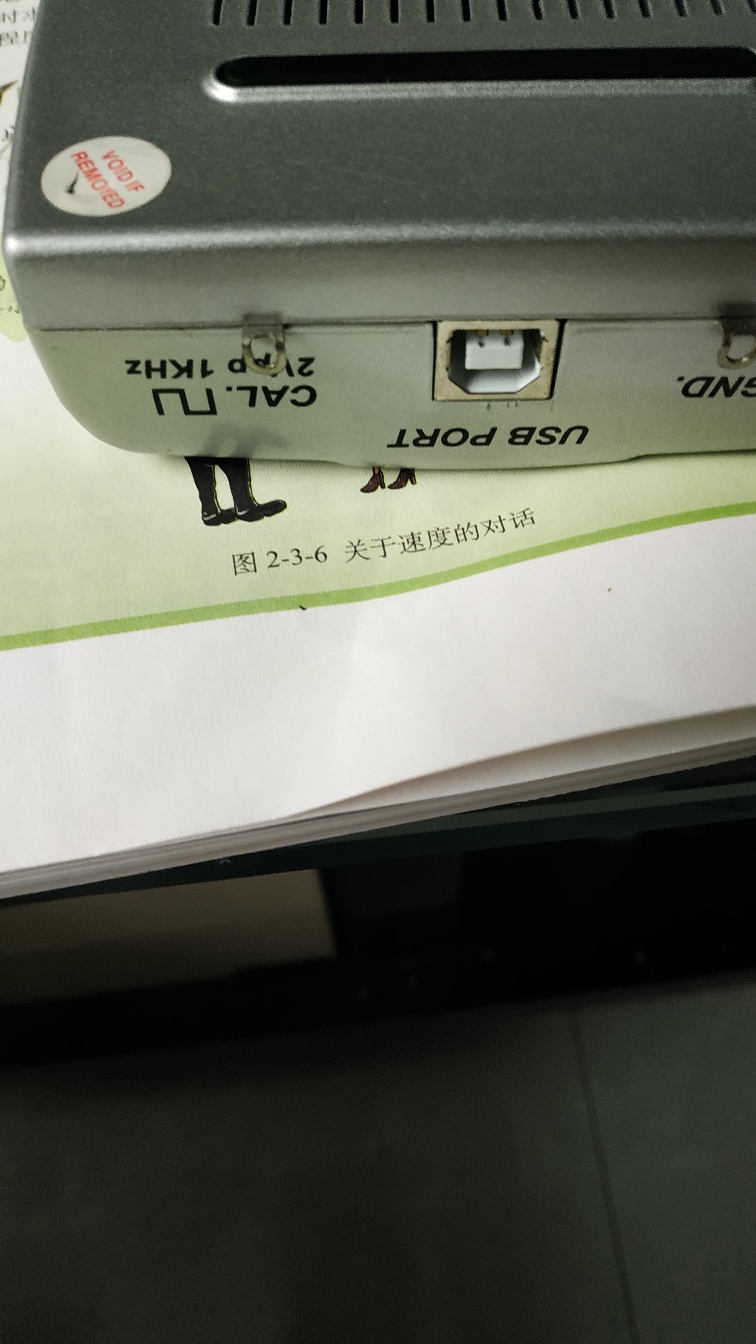 VOID IF
REMOVED
2Vpp 1KHz
CAL.
USB PORT
GND.
图 2-3-6 关于速度的对话